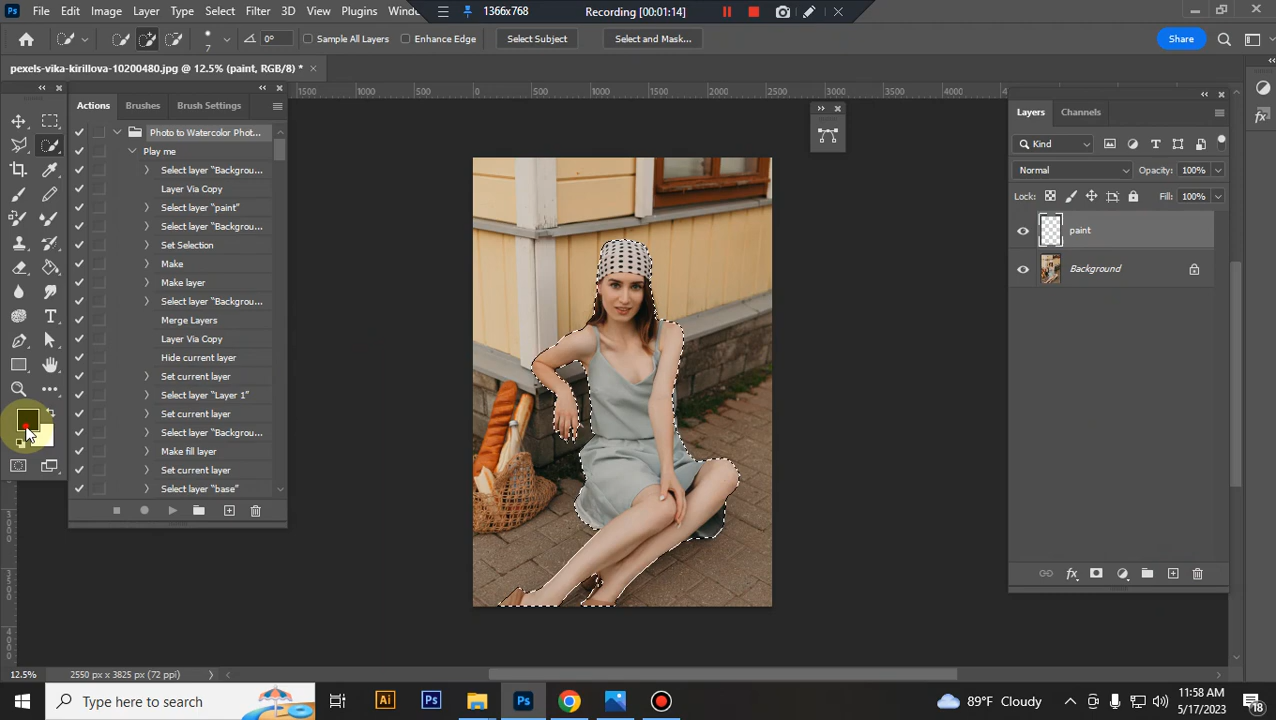 Ps File Edit Image Layer Type Select Filter 3D View Plugins Windo
1366x768 Recording [00:01:14]
7 0° Sample All Layers Enhance Edge Select Subject Select and Mask... Share
pexels-vika-kirillova-10200480.jpg @ 12.5% (paint, RGB/8) *
1500 1000 500 0 500 1000 1500 2000 2500 3000 3500 4000
Actions Brushes Brush Settings
Photo to Watercolor Phot...
Play me
Select layer "Backgrou...
Layer Via Copy
Select layer "paint"
Select layer "Backgrou...
Set Selection
Make
Make layer
Select layer "Backgrou...
Merge Layers
Layer Via Copy
Hide current layer
Set current layer
Select layer "Layer 1"
Set current layer
Select layer "Backgrou...
Make fill layer
Set current layer
Select layer "base"
Layers Channels
Kind
Normal Opacity: 100%
Lock: Fill: 100%
paint
Background
12.5% 2550 px x 3825 px (72 ppi)
Type here to search
Ai Ps Ps
89°F Cloudy
11:58 AM
5/17/2023
18